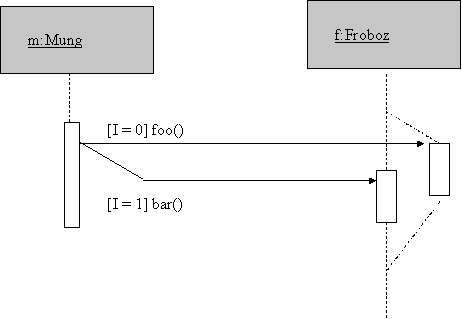 m:Mung
f:Froboz
[I = 0] foo()
[I = 1] bar()